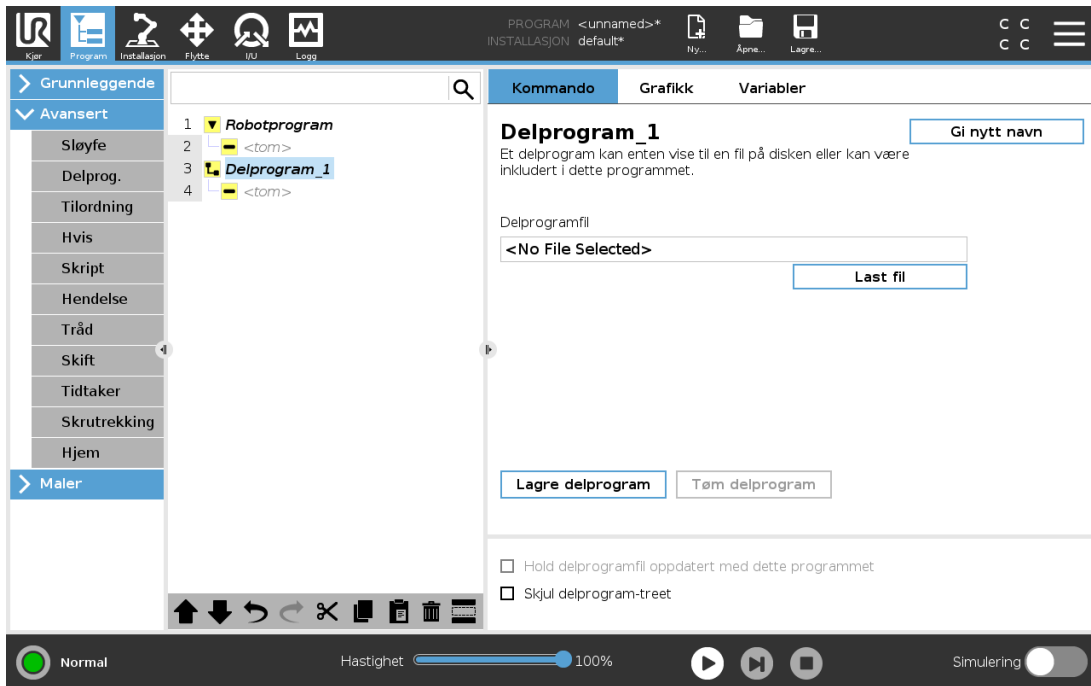 PROGRAM <unnamed>*
INSTALLASJON default*
Kjør Program Installasjon Flytte I/U Logg
Ny... Åpne... Lagre...
C C
C C
Grunnleggende
Avansert
Sløyfe
Delprog.
Tilordning
Hvis
Skript
Hendelse
Tråd
Skift
Tidtaker
Skrutrekking
Hjem
Maler
1 Robotprogram
2 <tom>
3 Delprogram_1
4 <tom>
Kommando Grafikk Variabler
Delprogram_1
Gi nytt navn
Et delprogram kan enten vise til en fil på disken eller kan være
inkludert i dette programmet.
Delprogramfil
<No File Selected>
Last fil
Lagre delprogram Tøm delprogram
Hold delprogramfil oppdatert med dette programmet
Skjul delprogram-treet
Normal Hastighet 100% Simulering